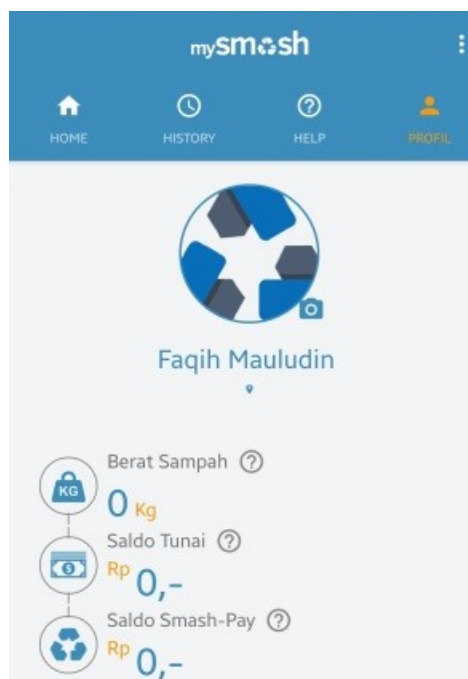 mysmash
HOME HISTORY HELP PROFIL
Faqih Mauludin
Berat Sampah ?
KG
0 Kg
Saldo Tunai ?
Rp 0,-
Saldo Smash-Pay ?
Rp 0,-